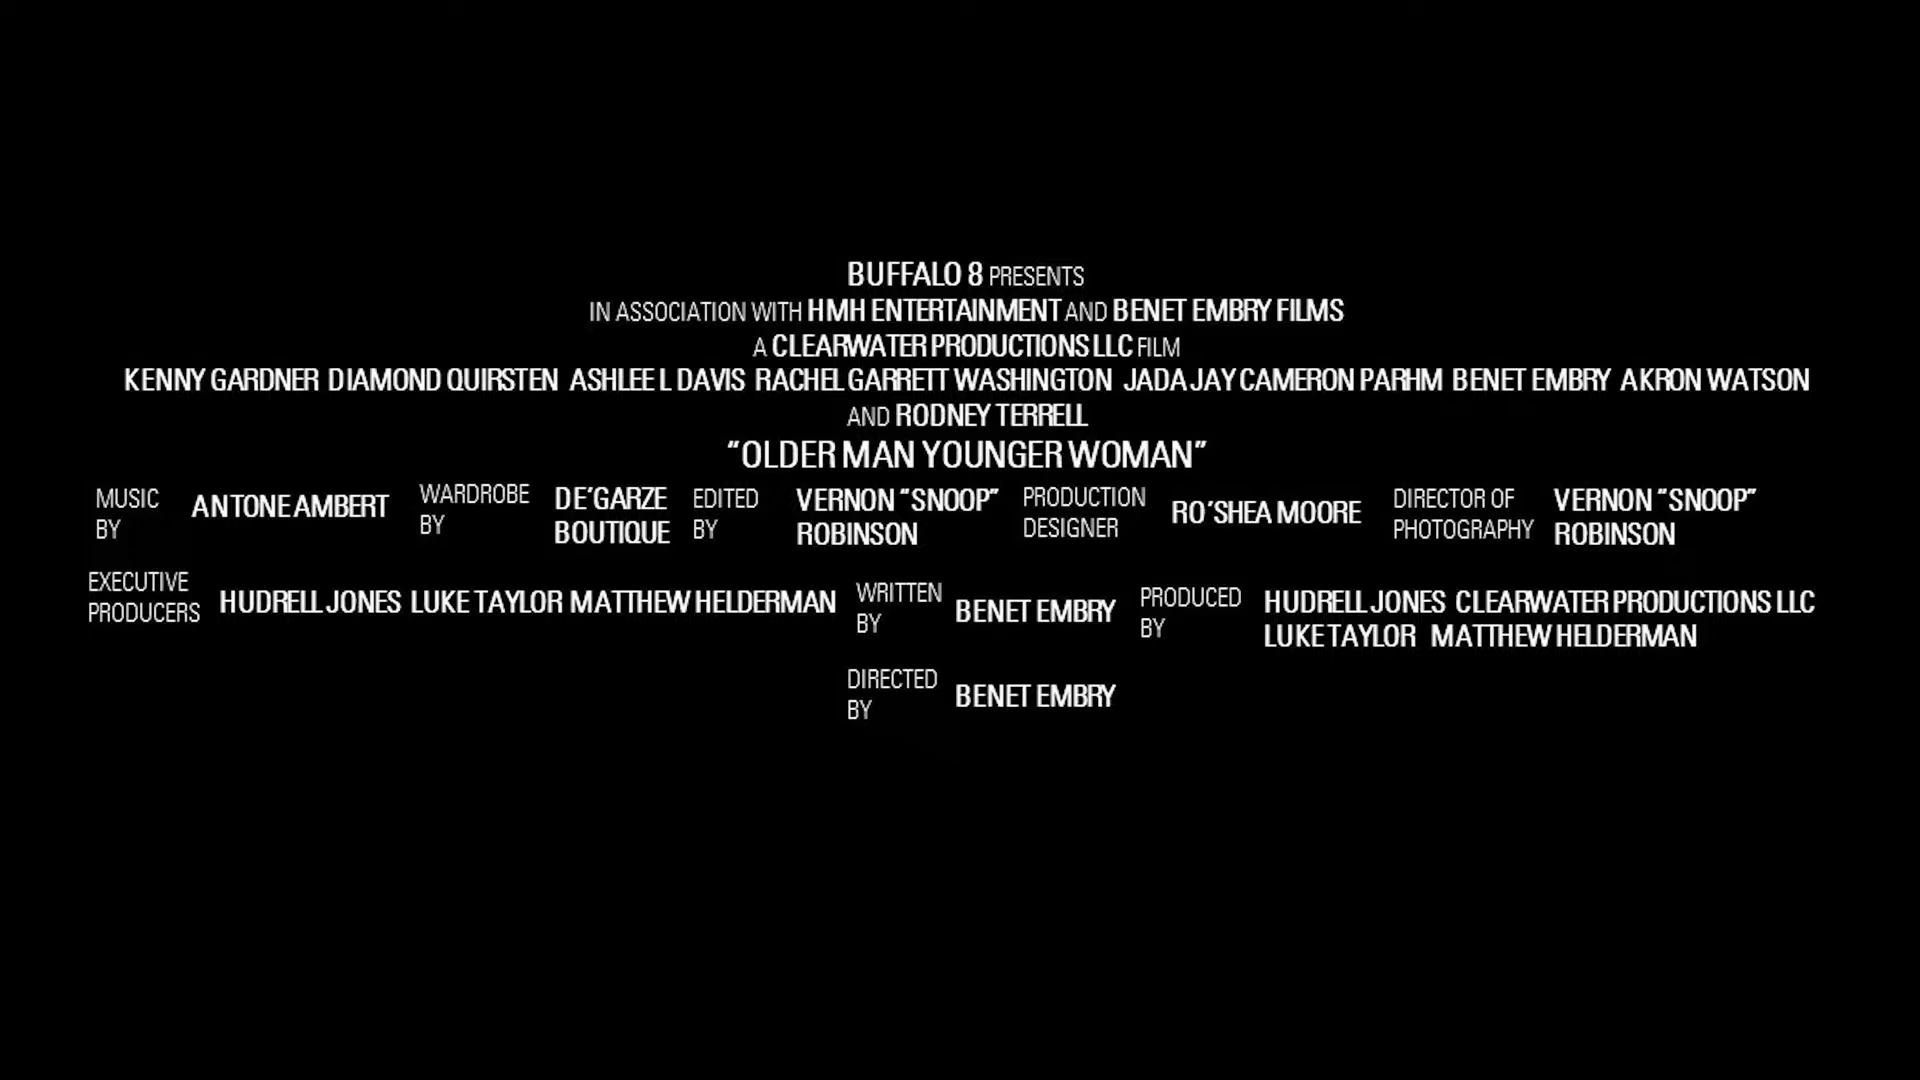 BUFFALO 8 PRESENTS
IN ASSOCIATION WITH HMH ENTERTAINMENT AND BENET EMBRY FILMS
A CLEARWATER PRODUCTIONS LLC FILM
KENNY GARDNER DIAMOND QUIRSTEN ASHLEE L DAVIS RACHEL GARRETT WASHINGTON JADA JAY CAMERON PARHM BENET EMBRY AKRON WATSON
AND RODNEY TERRELL
"OLDER MAN YOUNGER WOMAN"
MUSIC
BY
ANTONE AMBERT
WARDROBE
BY
DE'GARZE
BOUTIQUE
EDITED
BY
VERNON "SNOOP"
ROBINSON
PRODUCTION
DESIGNER
RO'SHEA MOORE
DIRECTOR OF
PHOTOGRAPHY
VERNON "SNOOP"
ROBINSON
EXECUTIVE
PRODUCERS
HUDRELL JONES LUKE TAYLOR MATTHEW HELDERMAN
WRITTEN
BY
BENET EMBRY
PRODUCED
BY
HUDRELL JONES CLEARWATER PRODUCTIONS LLC
LUKE TAYLOR MATTHEW HELDERMAN
DIRECTED
BY
BENET EMBRY